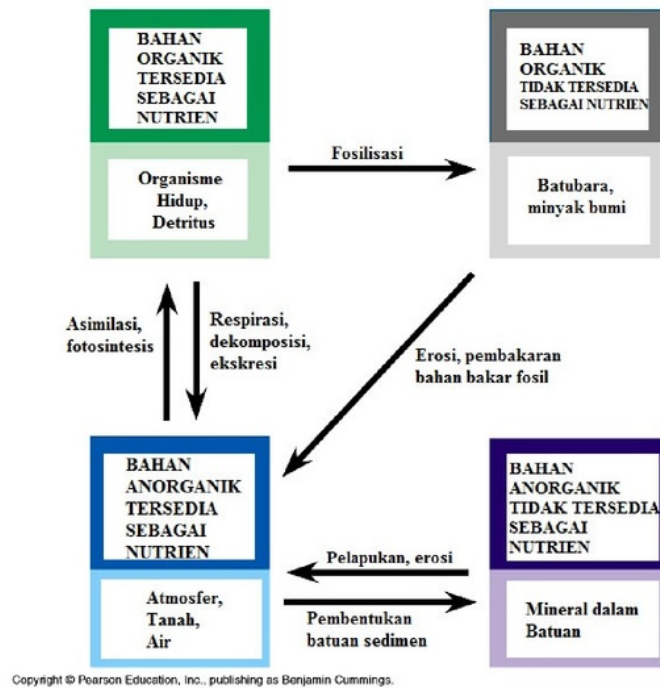 BAHAN
ORGANIK
TERSEDIA
SEBAGAI
NUTRIEN
Organisme
Hidup,
Detritus
Fosilisasi
BAHAN
ORGANIK
TIDAK TERSEDIA
SEBAGAI NUTRIEN
Batubara,
minyak bumi
Asimilasi,
fotosintesis
Respirasi,
dekomposisi,
ekskresi
Erosi, pembakaran
bahan bakar fosil
BAHAN
ANORGANIK
TERSEDIA
SEBAGAI
NUTRIEN
Atmosfer,
Tanah,
Air
Pelapukan, erosi
Pembentukan
batuan sedimen
BAHAN
ANORGANIK
TIDAK TERSEDIA
SEBAGAI
NUTRIEN
Mineral dalam
Batuan
Copyright © Pearson Education, Inc., publishing as Benjamin Cummings.